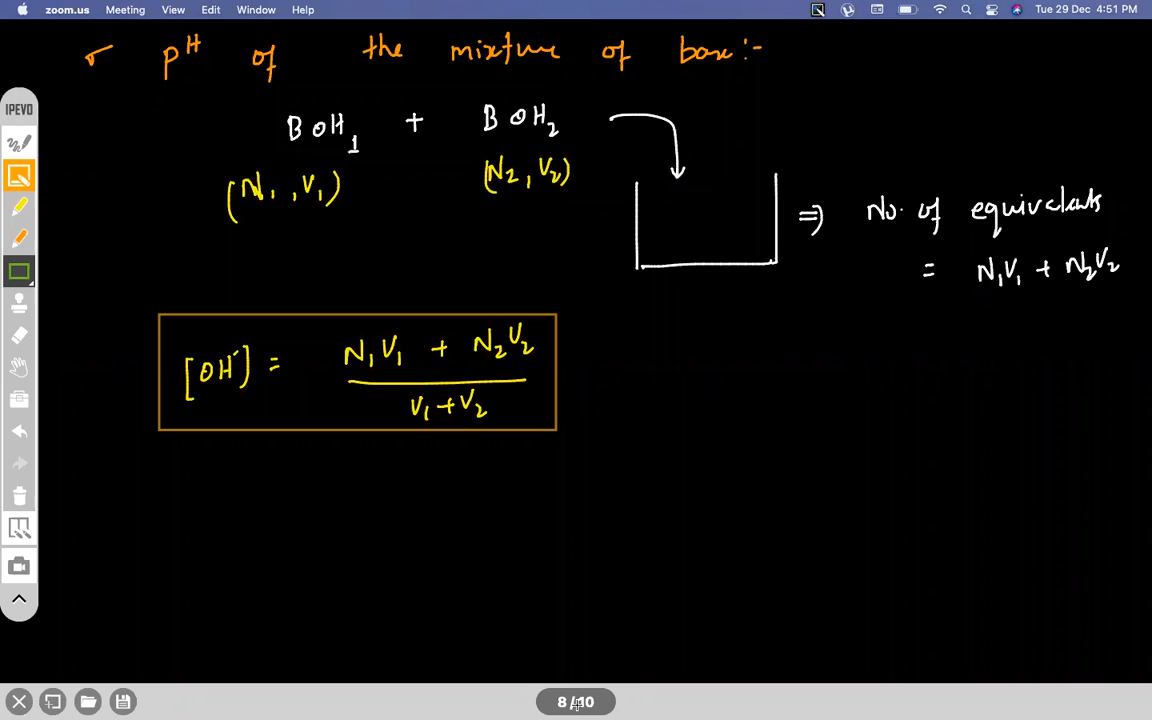 zoom.us Meeting View Edit Window Help Tue 29 Dec 4:51 PM
pH of the mixture of base:-
IPEVO
BOH1 + BOH2
(N1, V1) (N2, V2)
⇒ No. of equivalents
= N1V1 + N2V2
[OH-] = N1V1 + N2V2
V1+V2
8/10